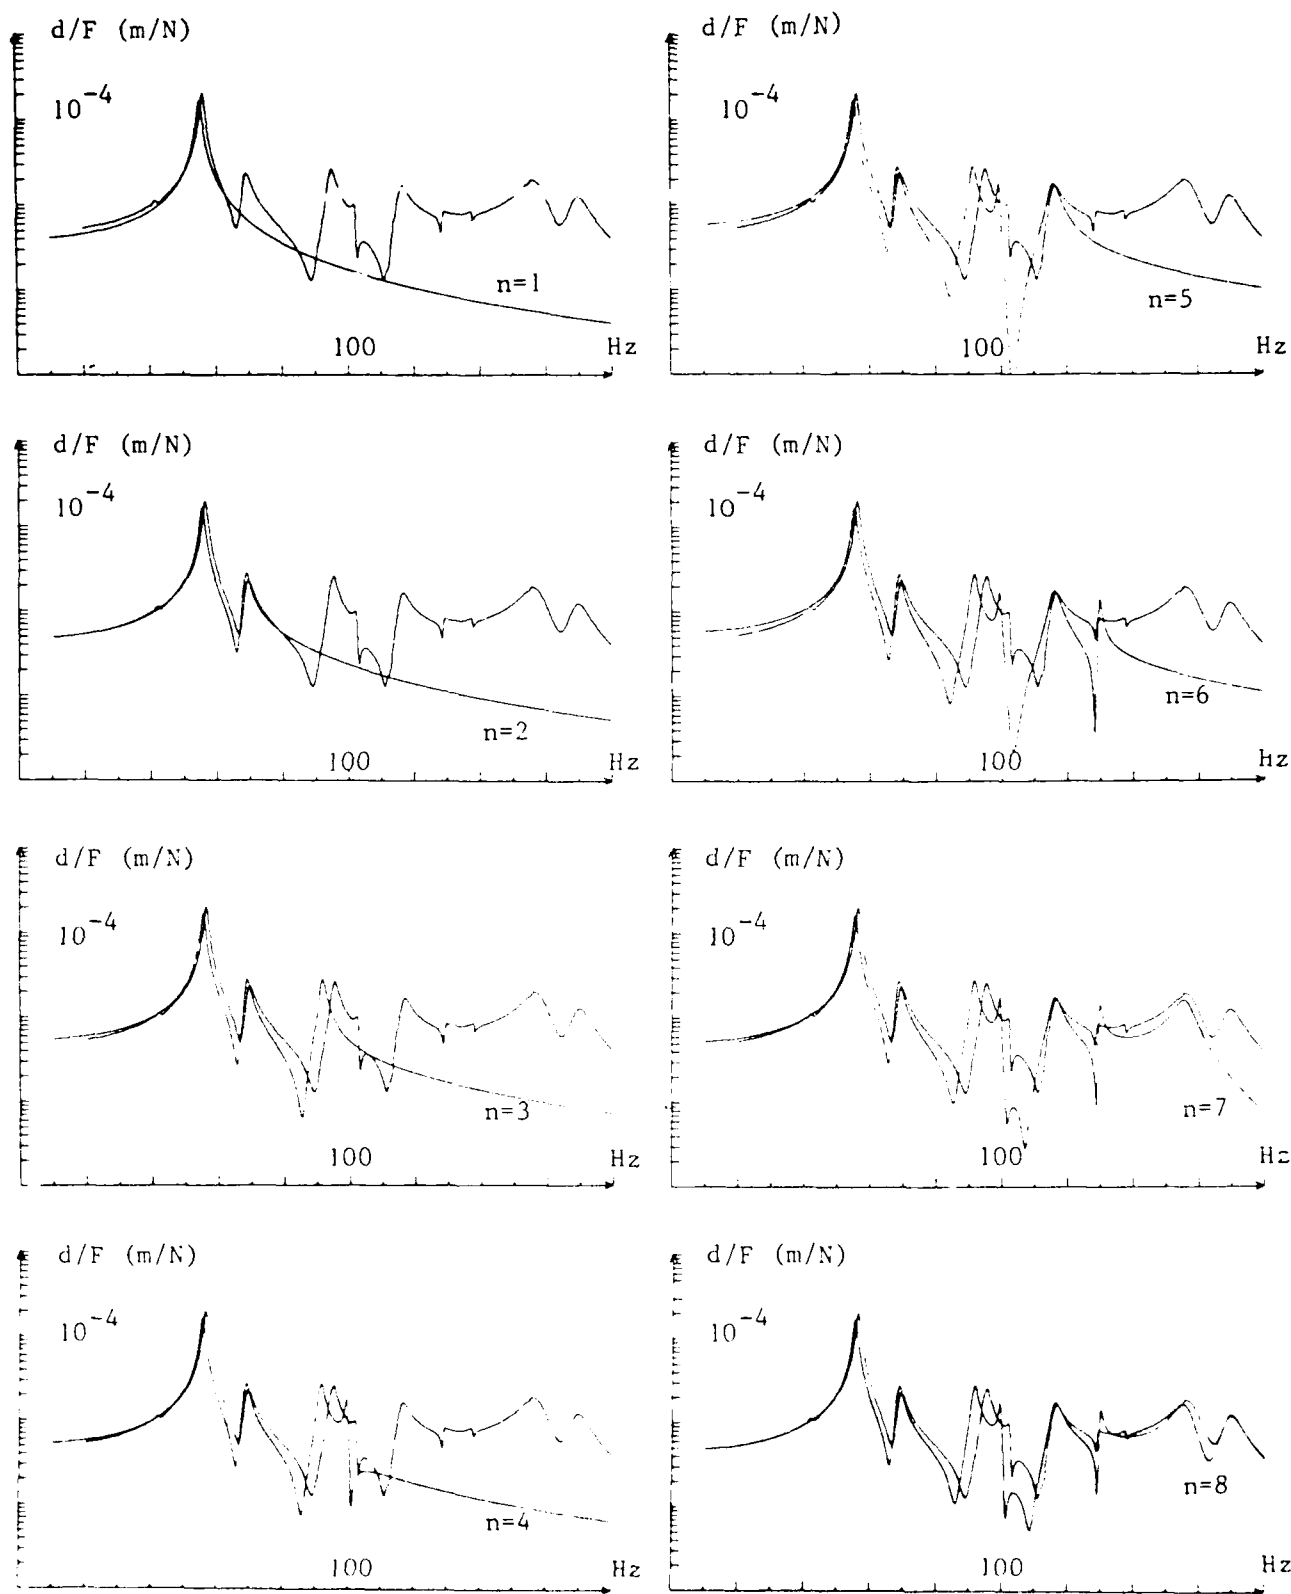 d/F (m/N)
10⁻⁴
n=1
100
Hz
d/F (m/N)
10⁻⁴
n=2
100
Hz
d/F (m/N)
10⁻⁴
n=3
100
Hz
d/F (m/N)
10⁻⁴
n=4
100
Hz
d/F (m/N)
10⁻⁴
n=5
100
Hz
d/F (m/N)
10⁻⁴
n=6
100
Hz
d/F (m/N)
10⁻⁴
n=7
100
Hz
d/F (m/N)
10⁻⁴
n=8
100
Hz